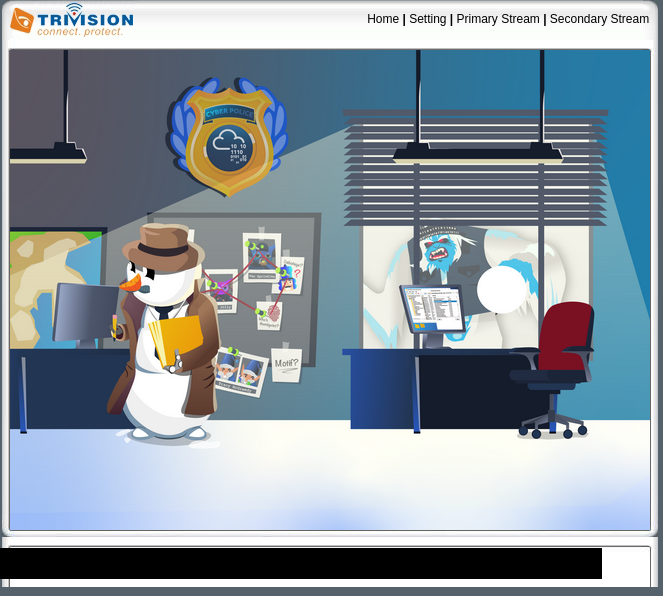 TRIVISION
connect. protect.
Home | Setting | Primary Stream | Secondary Stream
CYBER POLICE
10 10
1110
Motif?